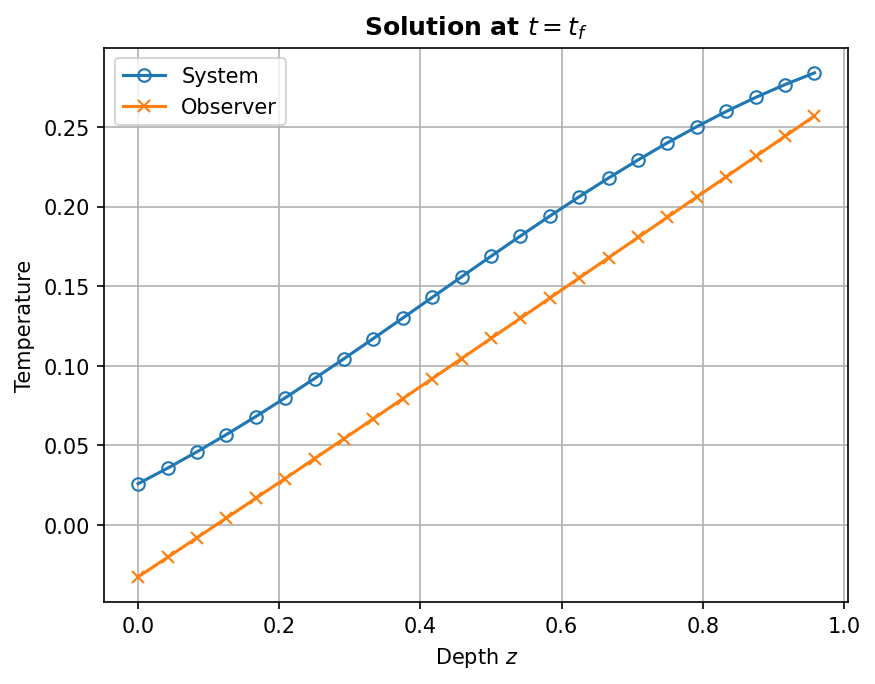 Solution at $t = t_f$
System
Observer
Temperature
0.25
0.20
0.15
0.10
0.05
0.00
0.0 0.2 0.4 0.6 0.8 1.0
Depth z